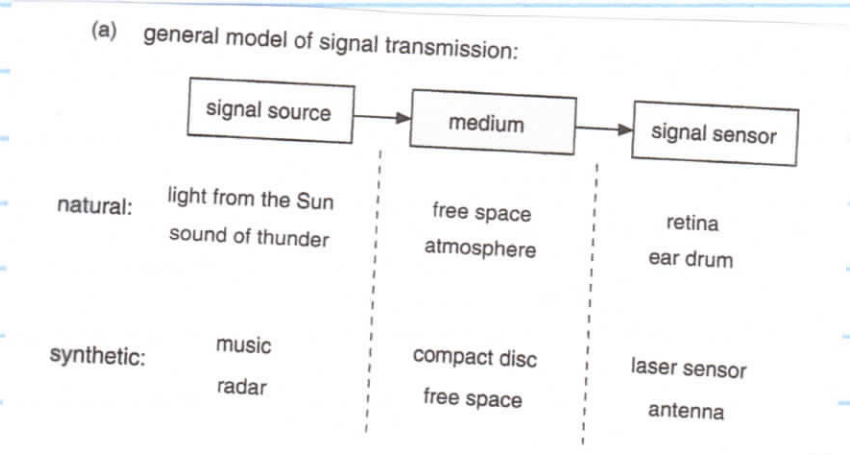 (a) general model of signal transmission:
signal source medium signal sensor
natural: light from the Sun free space retina
sound of thunder atmosphere ear drum
synthetic: music compact disc laser sensor
radar free space antenna